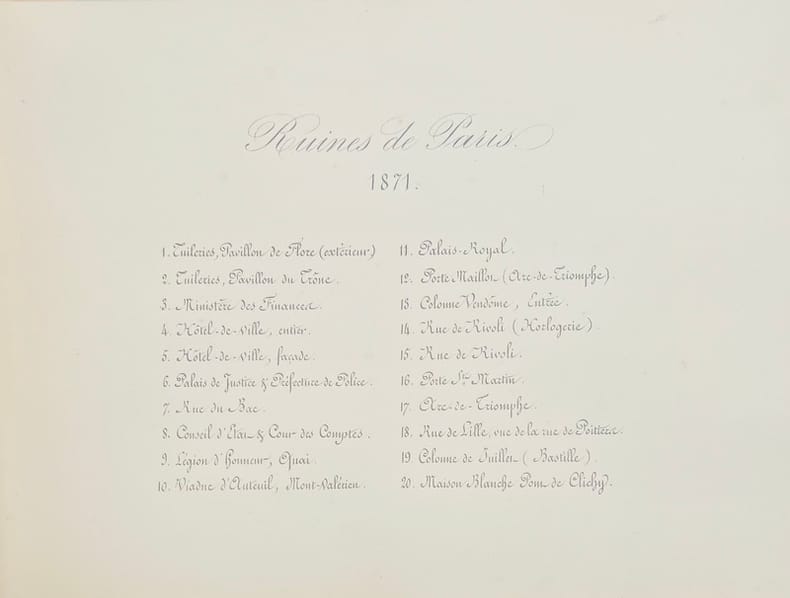 Ruines de Paris.
1871.
1. Tuileries, Pavillon de Flore (extérieur)
2. Tuileries, Pavillon du Trône.
3. Ministère des Finances.
4. Hôtel-de-ville, entier.
5. Hôtel-de-ville, façade.
6. Palais de Justice & Préfecture de Police.
7. Rue du Bac.
8. Conseil d'État & Cour des Comptes.
9. Légion d'honneur, Quai.
10. Viaduc d'Auteuil, Mont-Valérien.
11. Palais-Royal.
12. Porte Maillot (Arc-de-Triomphe).
13. Colonne Vendôme, Entrée.
14. Rue de Rivoli (Horlogerie).
15. Rue de Rivoli.
16. Porte St. Martin.
17. Arc-de-Triomphe.
18. Rue de Lille, vue de la rue de Poitiers.
19. Colonne de Juillet (Bastille).
20. Maison Blanche Pont de Clichy.